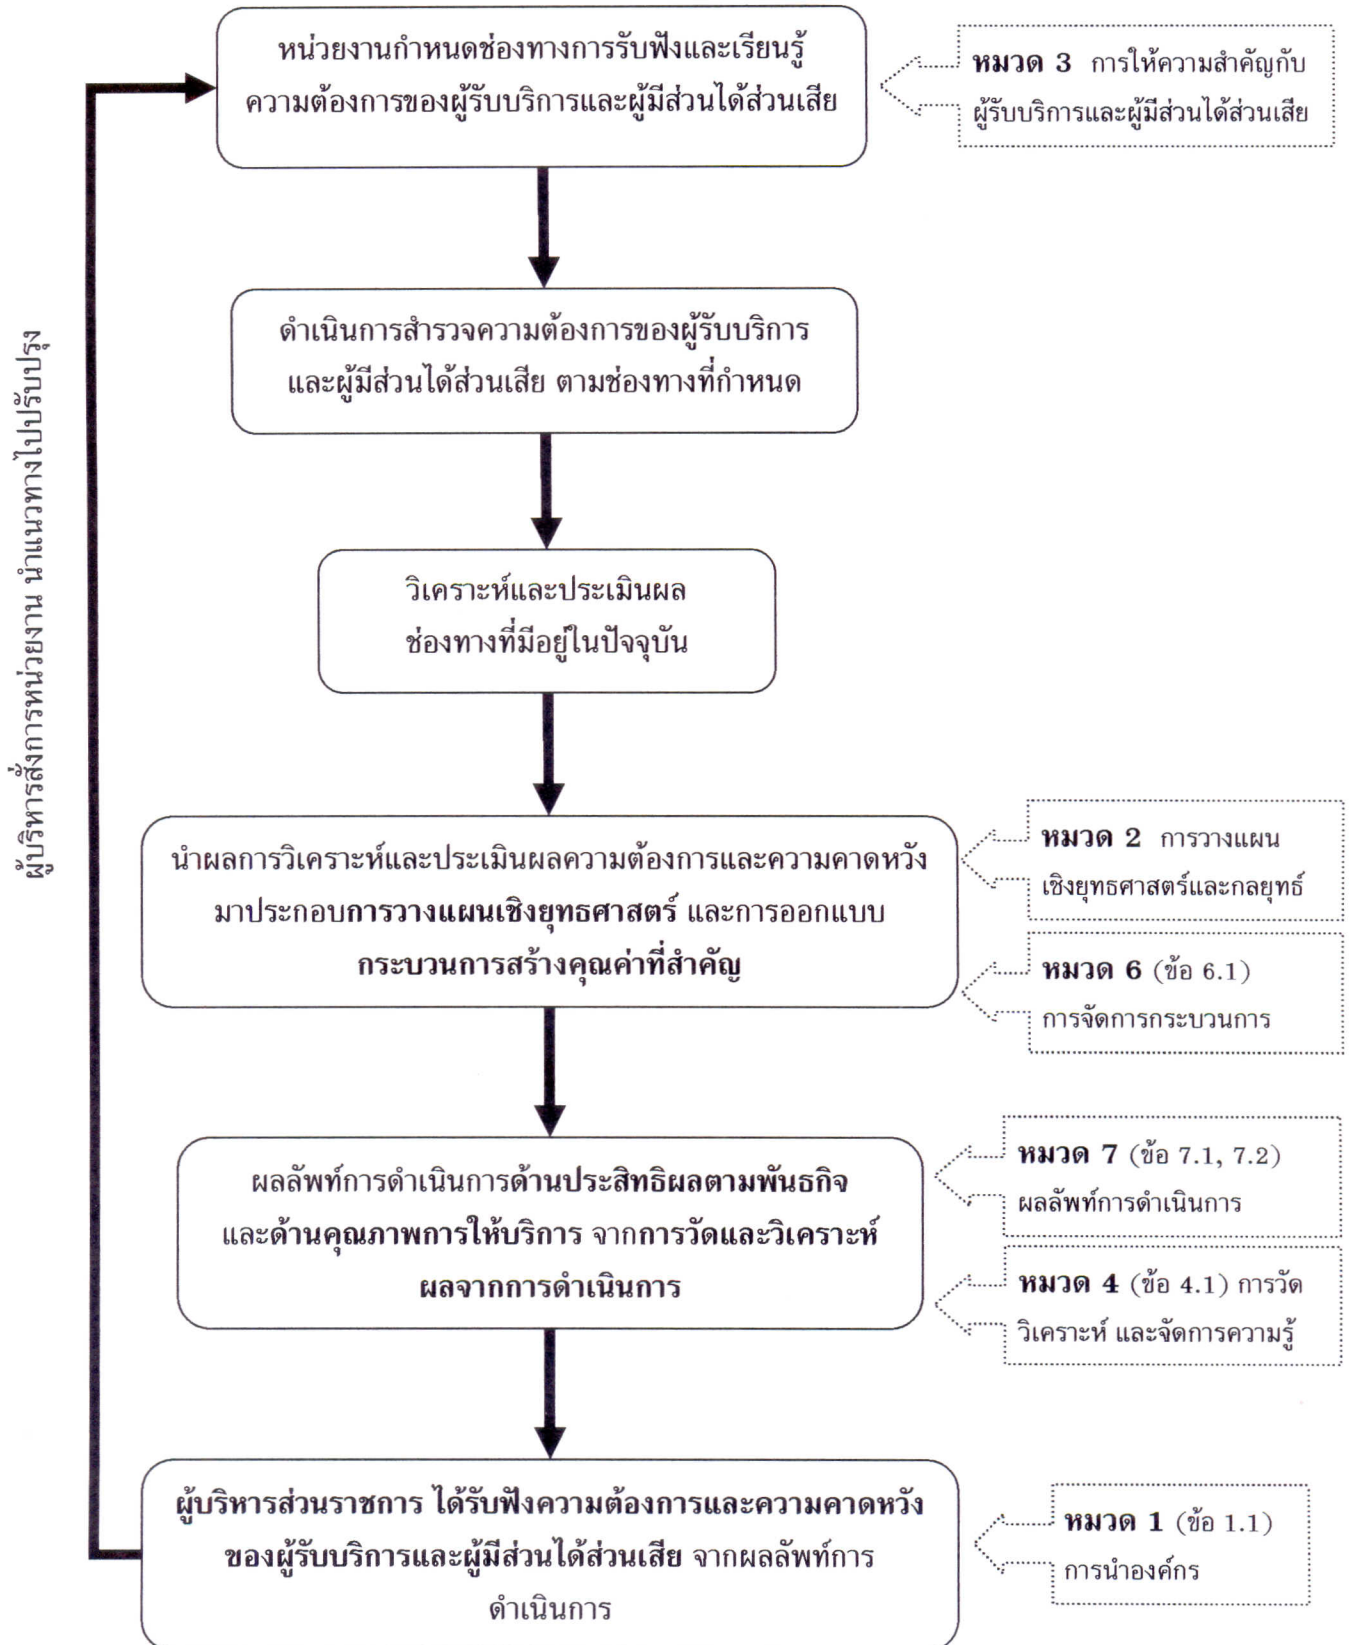 หน่วยงานกำหนดช่องทางการรับฟังและเรียนรู้
ความต้องการของผู้รับบริการและผู้มีส่วนได้ส่วนเสีย
หมวด 3 การให้ความสำคัญกับ
ผู้รับบริการและผู้มีส่วนได้ส่วนเสีย
ดำเนินการสำรวจความต้องการของผู้รับบริการ
และผู้มีส่วนได้ส่วนเสีย ตามช่องทางที่กำหนด
ผู้บริหารสั่งการหน่วยงาน นำแนวทางไปปรับปรุง
วิเคราะห์และประเมินผล
ช่องทางที่มีอยู่ในปัจจุบัน
นำผลการวิเคราะห์และประเมินผลความต้องการและความคาดหวัง
มาประกอบการวางแผนเชิงยุทธศาสตร์ และการออกแบบ
กระบวนการสร้างคุณค่าที่สำคัญ
หมวด 2 การวางแผน
เชิงยุทธศาสตร์และกลยุทธ์
หมวด 6 (ข้อ 6.1)
การจัดการกระบวนการ
ผลลัพท์การดำเนินการด้านประสิทธิผลตามพันธกิจ
และด้านคุณภาพการให้บริการ จากการวัดและวิเคราะห์
ผลจากการดำเนินการ
หมวด 7 (ข้อ 7.1, 7.2)
ผลลัพท์การดำเนินการ
หมวด 4 (ข้อ 4.1) การวัด
วิเคราะห์ และจัดการความรู้
ผู้บริหารส่วนราชการ ได้รับฟังความต้องการและความคาดหวัง
ของผู้รับบริการและผู้มีส่วนได้ส่วนเสีย จากผลลัพท์การ
ดำเนินการ
หมวด 1 (ข้อ 1.1)
การนำองค์กร